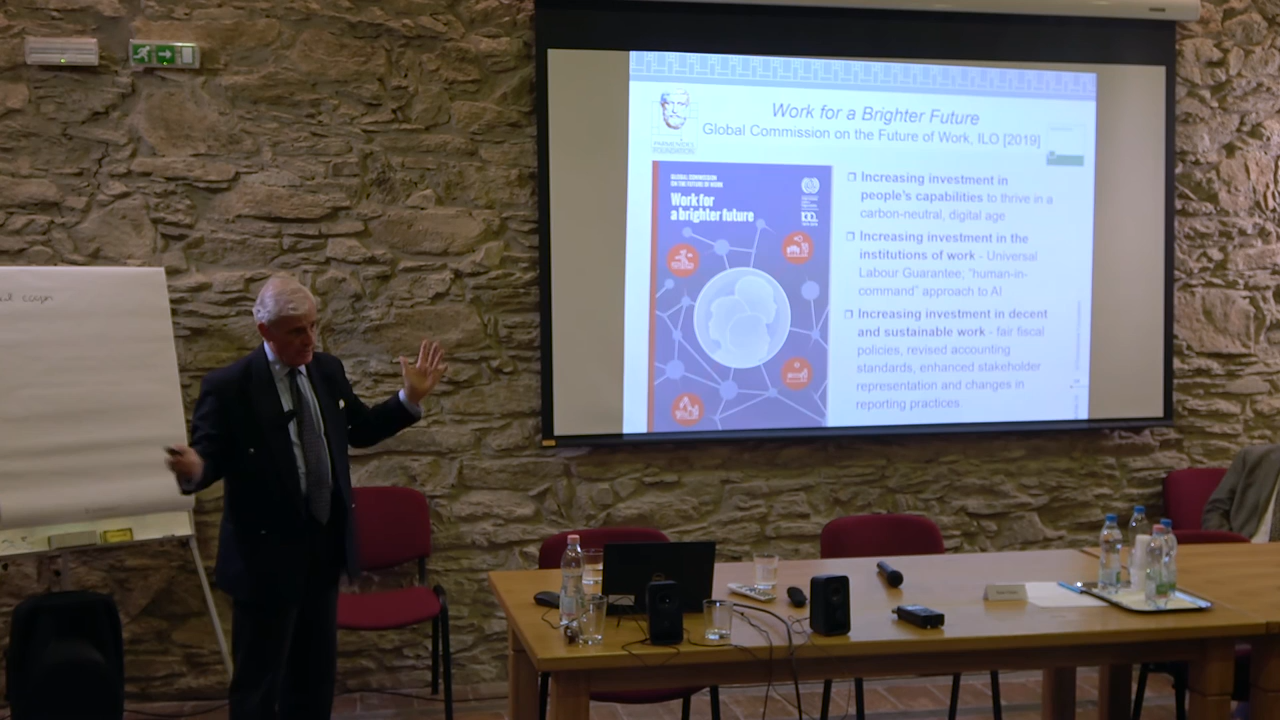 Work for a Brighter Future
Global Commission on the Future of Work, ILO [2019]
FOUNDATION
GLOBAL COMMISSION
ON THE FUTURE OF WORK
Work for
a brighter future
100
Increasing investment in
people's capabilities to thrive in a
carbon-neutral, digital age
Increasing investment in the
institutions of work - Universal
Labour Guarantee; "human-in-
command" approach to AI
Increasing investment in decent
and sustainable work - fair fiscal
policies, revised accounting
standards, enhanced stakeholder
representation and changes in
reporting practices